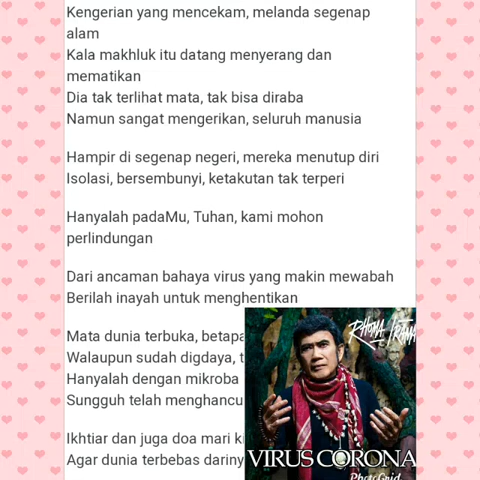 Kengerian yang mencekam, melanda segenap
alam
Kala makhluk itu datang menyerang dan
mematikan
Dia tak terlihat mata, tak bisa diraba
Namun sangat mengerikan, seluruh manusia
Hampir di segenap negeri, mereka menutup diri
Isolasi, bersembunyi, ketakutan tak terperi
Hanyalah padaMu, Tuhan, kami mohon
perlindungan
Dari ancaman bahaya virus yang makin mewabah
Berilah inayah untuk menghentikan
Mata dunia terbuka,
Walaupun sudah digdaya,
Hanyalah dengan mikroba
Sungguh telah
Ikhtiar dan juga doa mari
Agar dunia terbebas
RHOMA IRAMA
VIRUS CORONA
PhotoGrid